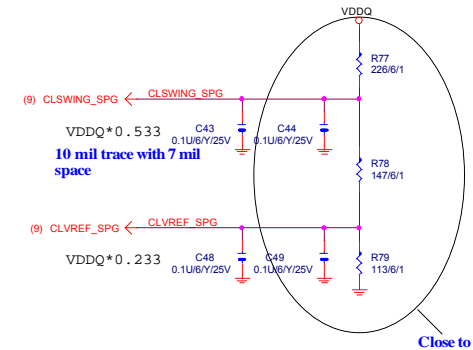 VDDQ
R77
226/6/1
(9) CLSWING_SPG
CLSWING_SPG
VDDQ*0.533
C43
0.1U/6/Y/25V
C44
0.1U/6/Y/25V
10 mil trace with 7 mil
space
R78
147/6/1
(9) CLVREF_SPG
CLVREF_SPG
VDDQ*0.233
C48
0.1U/6/Y/25V
C49
0.1U/6/Y/25V
R79
113/6/1
Close to